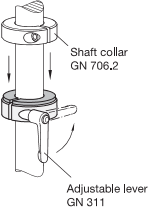 Shaft collar
GN 706.2
Adjustable lever
GN 311